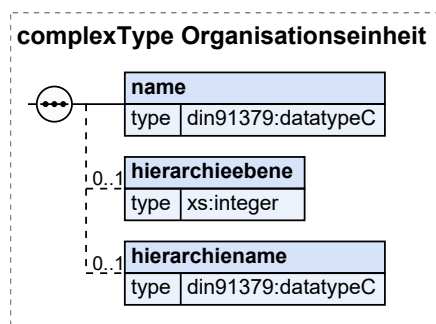 complexType Organisationseinheit
name
type din91379:datatypeC
0..1 hierarchieebene
type xs:integer
0..1 hierarchiename
type din91379:datatypeC